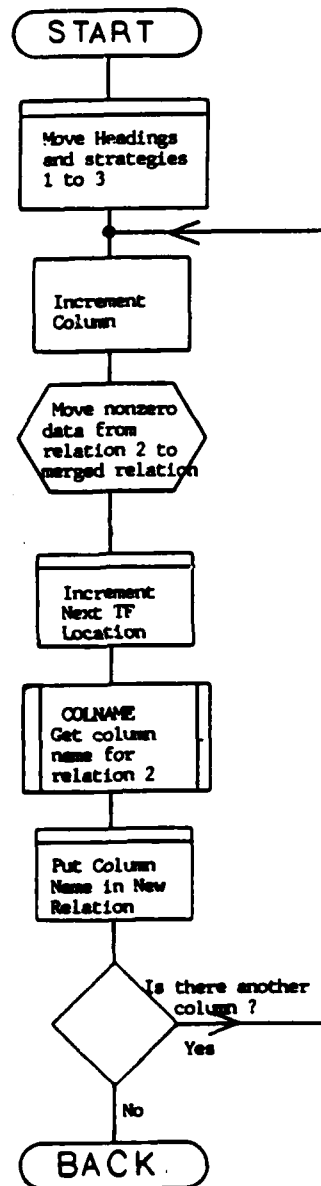 START
Move Headings
and strategies
1 to 3
Increment
Column
Move nonzero
data from
relation 2 to
merged relation
Increment
Next TF
Location
COLNAME
Get column
name for
relation 2
Put Column
Name in New
Relation
Is there another
column ?
Yes
No
BACK